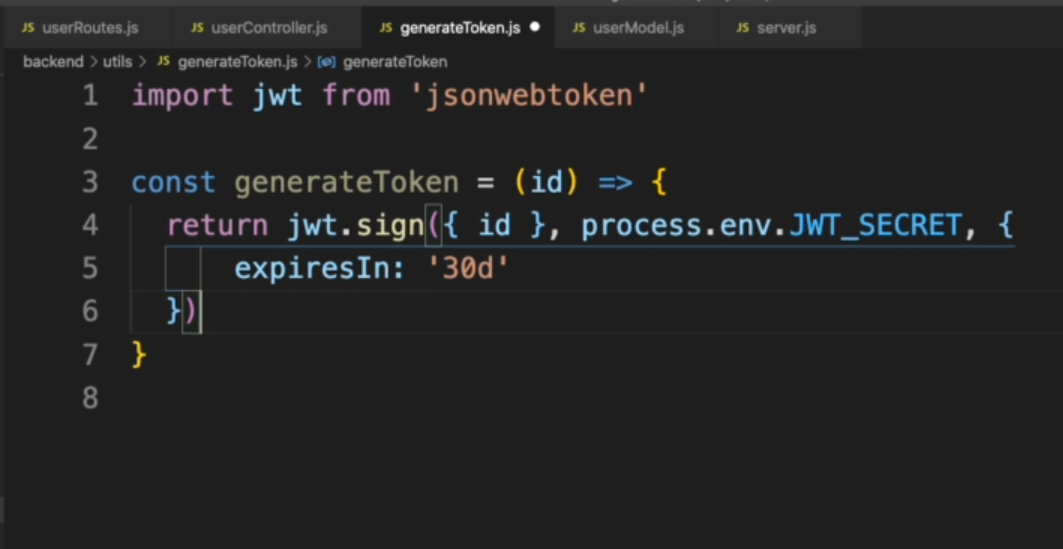 JS userRoutes.js JS userController.js JS generateToken.js ● JS userModel.js JS server.js
backend > utils > JS generateToken.js > generateToken
1 import jwt from 'jsonwebtoken'
2
3 const generateToken = (id) => {
4 return jwt.sign({ id }, process.env.JWT_SECRET, {
5 expiresIn: '30d'
6 })
7 }
8